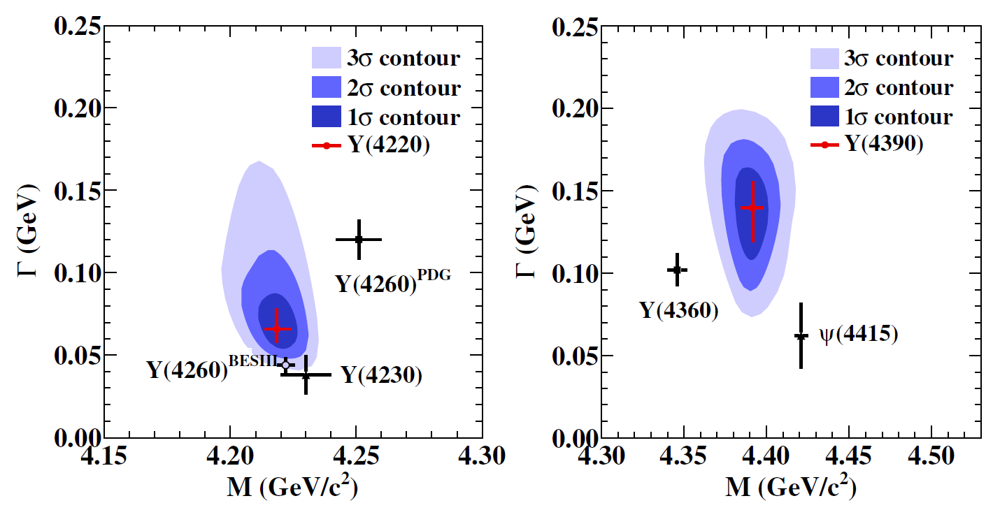 0.25
0.20
0.15
0.10
0.05
0.00
Γ (GeV)
3σ contour
2σ contour
1σ contour
Y(4220)
Y(4260)PDG
Y(4260)BESIII
Y(4230)
4.15 4.20 4.25 4.30
M (GeV/c²)
0.25
0.20
0.15
0.10
0.05
0.00
Γ (GeV)
3σ contour
2σ contour
1σ contour
Y(4390)
Y(4360)
ψ(4415)
4.30 4.35 4.40 4.45 4.50
M (GeV/c²)